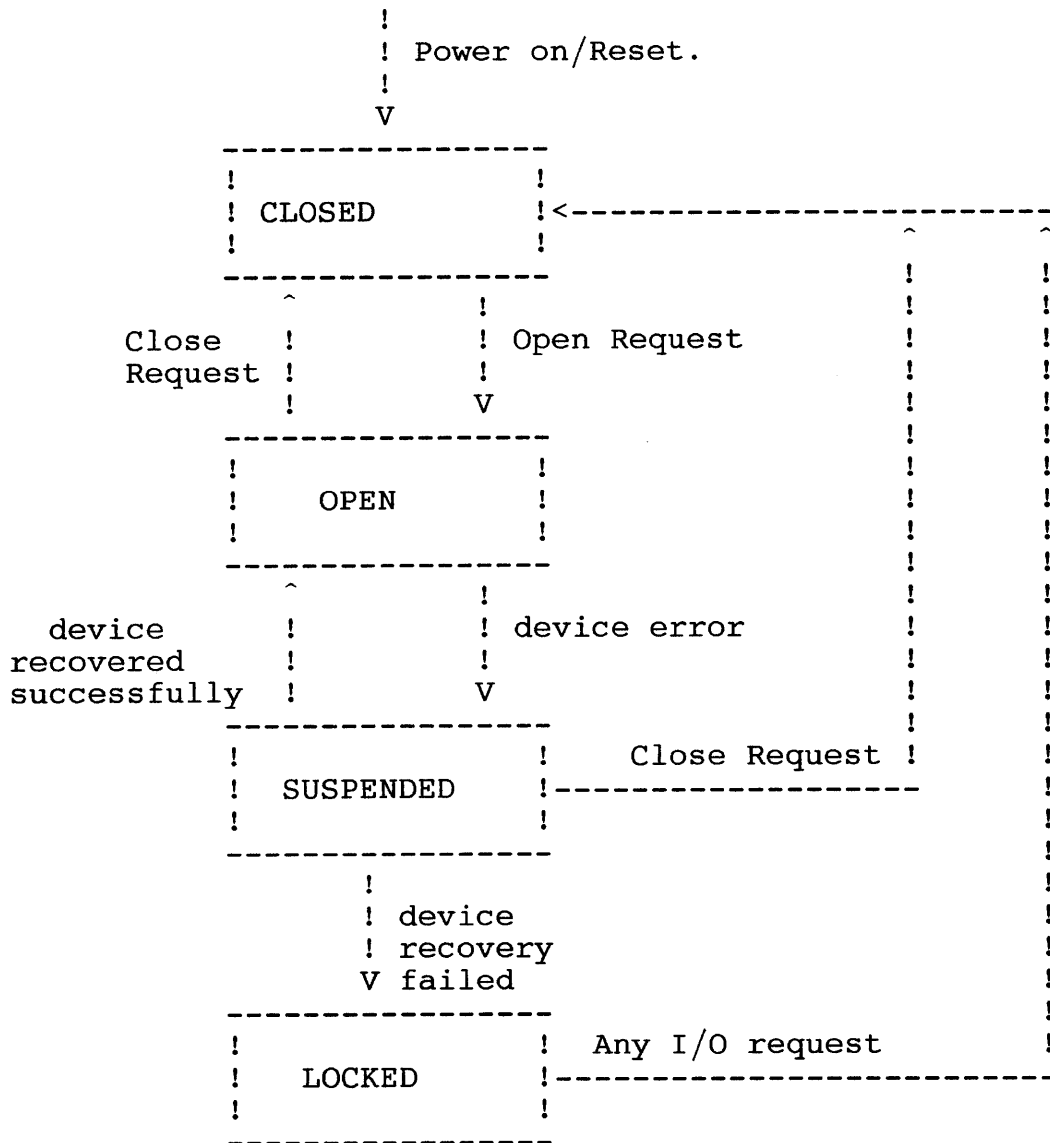 Power on/Reset.
CLOSED
Close
Request
Open Request
OPEN
device
recovered
successfully
device error
SUSPENDED
Close Request
device
recovery
failed
LOCKED
Any I/O request